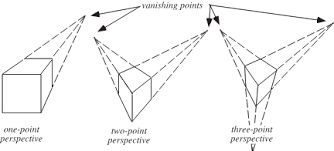 vanishing points
one-point
perspective
two-point
perspective
three-point
perspective